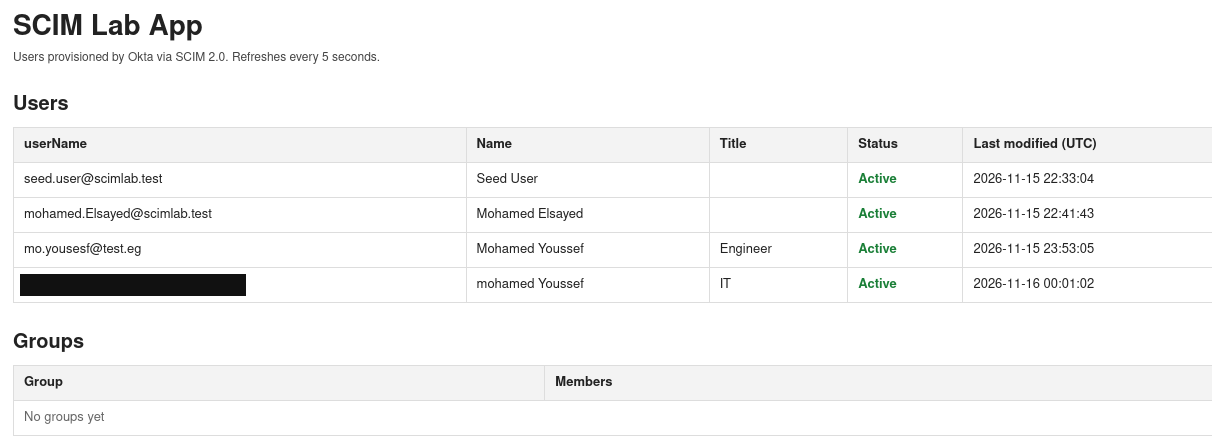 SCIM Lab App
Users provisioned by Okta via SCIM 2.0. Refreshes every 5 seconds.
Users
userName Name Title Status Last modified (UTC)
seed.user@scimlab.test Seed User Active 2026-11-15 22:33:04
mohamed.Elsayed@scimlab.test Mohamed Elsayed Active 2026-11-15 22:41:43
mo.yousesf@test.eg Mohamed Youssef Engineer Active 2026-11-15 23:53:05
mohamed Youssef IT Active 2026-11-16 00:01:02
Groups
Group Members
No groups yet